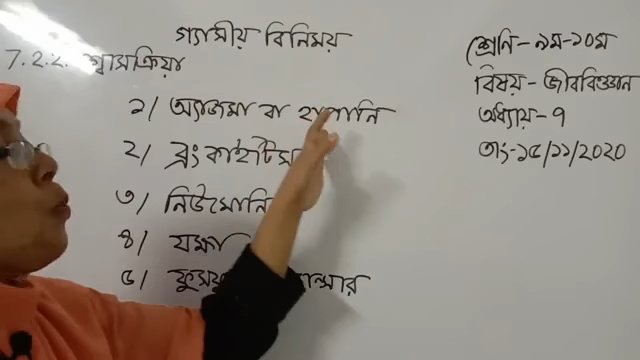 গ্যাসীয় বিনিময়
7.2.2. শ্বাসক্রিয়া
১/ অ্যাজমা বা হাপানি
২/ ব্রংকাইটিস
৩/ নিউমোনি
৪/ যক্ষা
৫/ ফুসফু ান্সার
শ্রেণি-৯ম-১০ম
বিষয়-জীববিজ্ঞান
অধ্যায়-৭
তাং-১৫/১১/2020